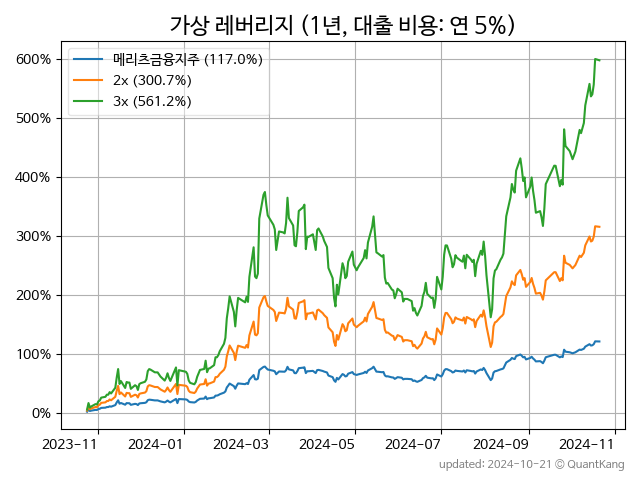 가상 레버리지 (1년, 대출 비용: 연 5%)
600%
500%
400%
300%
200%
100%
0%
메리츠금융지주 (117.0%)
2x (300.7%)
3x (561.2%)
2023-11 2024-01 2024-03 2024-05 2024-07 2024-09 2024-11
updated: 2024-10-21 © QuantKang